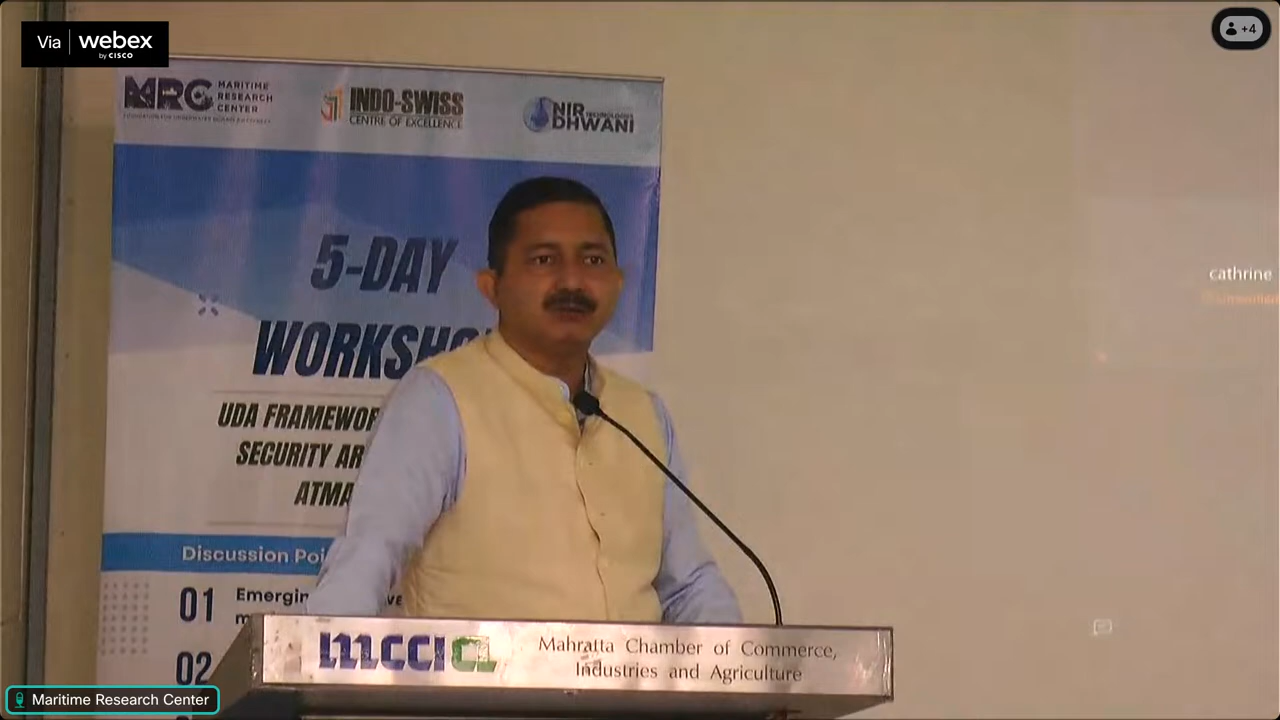 Via webex
by CISCO
+4
MRC MARITIME
RESEARCH
CENTER
INDO-SWISS
CENTRE OF EXCELLENCE
NIR
DHWANI
5-DAY
WORKSHO
UDA FRAMEWOR
SECURITY AR
ATMA
Discussion Poi
01 Emergin
02
cathrine
mccia Mahratta Chamber of Commerce,
Industries and Agriculture
Maritime Research Center